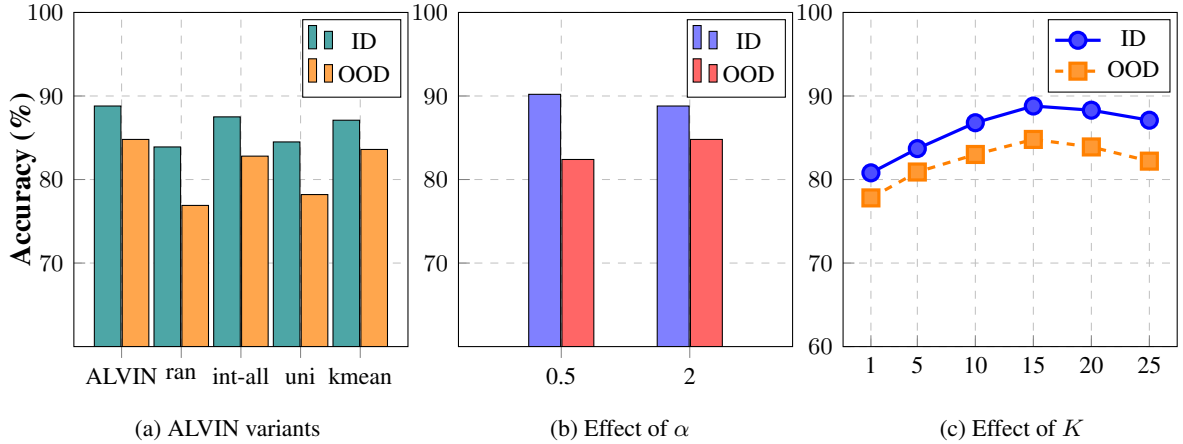 Accuracy (%)
100
90
80
70
ID
OOD
ALVIN ran int-all uni kmean
(a) ALVIN variants
100
90
80
70
ID
OOD
0.5 2
(b) Effect of α
100
90
80
70
60
ID
OOD
1 5 10 15 20 25
(c) Effect of K